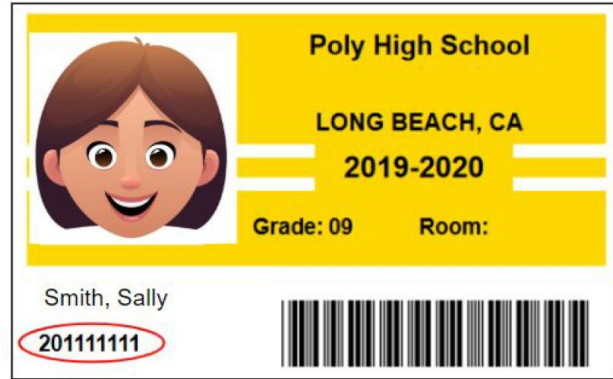 Poly High School
LONG BEACH, CA
2019-2020
Grade: 09 Room:
Smith, Sally
201111111